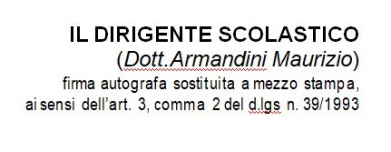 IL DIRIGENTE SCOLASTICO
(Dott.Armandini Maurizio)
firma autografa sostituita a mezzo stampa,
ai sensi dell'art. 3, comma 2 del d.lgs n. 39/1993